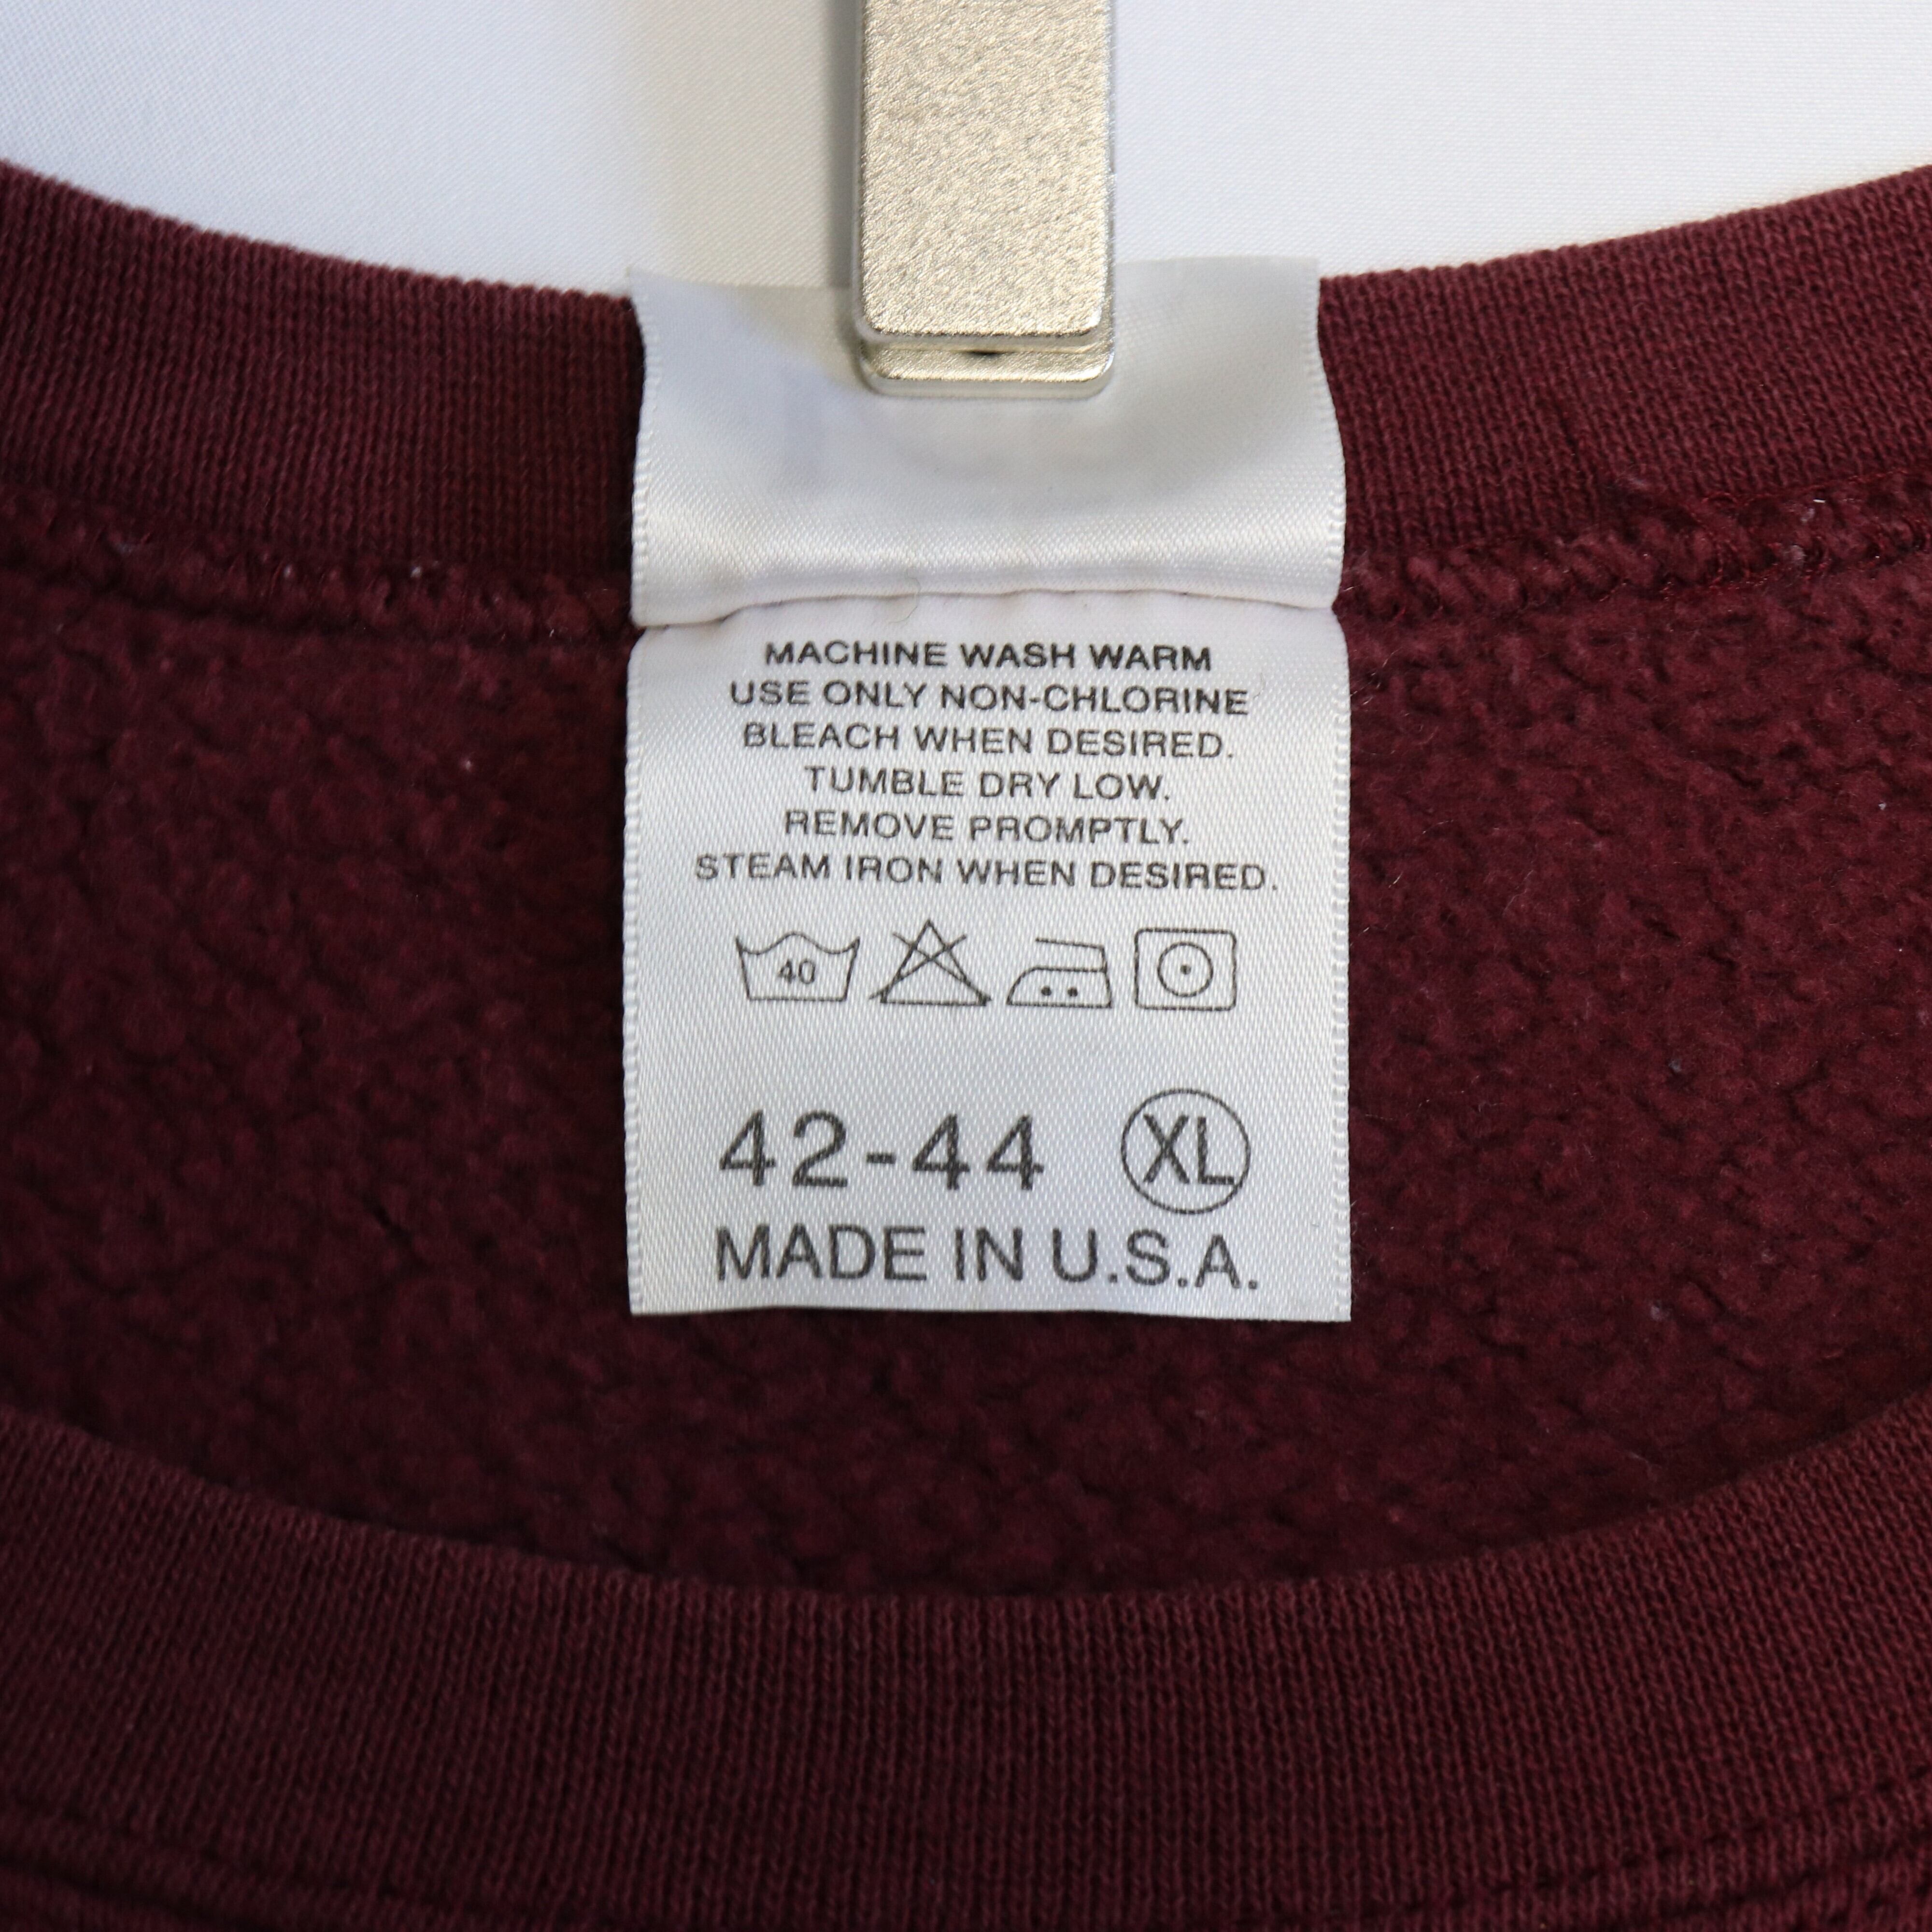 MACHINE WASH WARM
USE ONLY NON-CHLORINE
BLEACH WHEN DESIRED.
TUMBLE DRY LOW.
REMOVE PROMPTLY.
STEAM IRON WHEN DESIRED.
40
42-44 XL
MADE IN U.S.A.